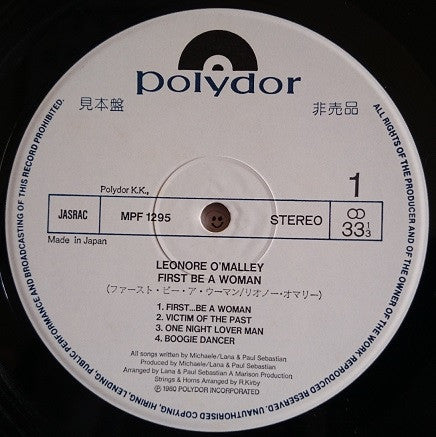 polydor
見本盤
非売品
Polydor K.K.,
1
JASRAC
MPF 1295
STEREO
33 1/3
Made in Japan
LEONORE O'MALLEY
FIRST BE A WOMAN
(ファースト・ビー・ア・ウーマン/リオノー・オマリー)
1. FIRST...BE A WOMAN
2. VICTIM OF THE PAST
3. ONE NIGHT LOVER MAN
4. BOOGIE DANCER
All songs written by Michaele/Lana & Paul Sebastian
Michaele/Lana & Paul Sebastian
Arranged by Lana & Paul Sebastian A Marison Production
Strings & Horns Arranged by R.Kirby
℗1980 POLYDOR INCORPORATED
ALL RIGHTS OF THE PRODUCER AND OF THE OWNER OF THE WORK REPRODUCED RESERVED. UNAUTHORISED COPYING, HIRING, LENDING, PUBLIC PERFORMANCE AND BROADCASTING OF THIS RECORD PROHIBITED.